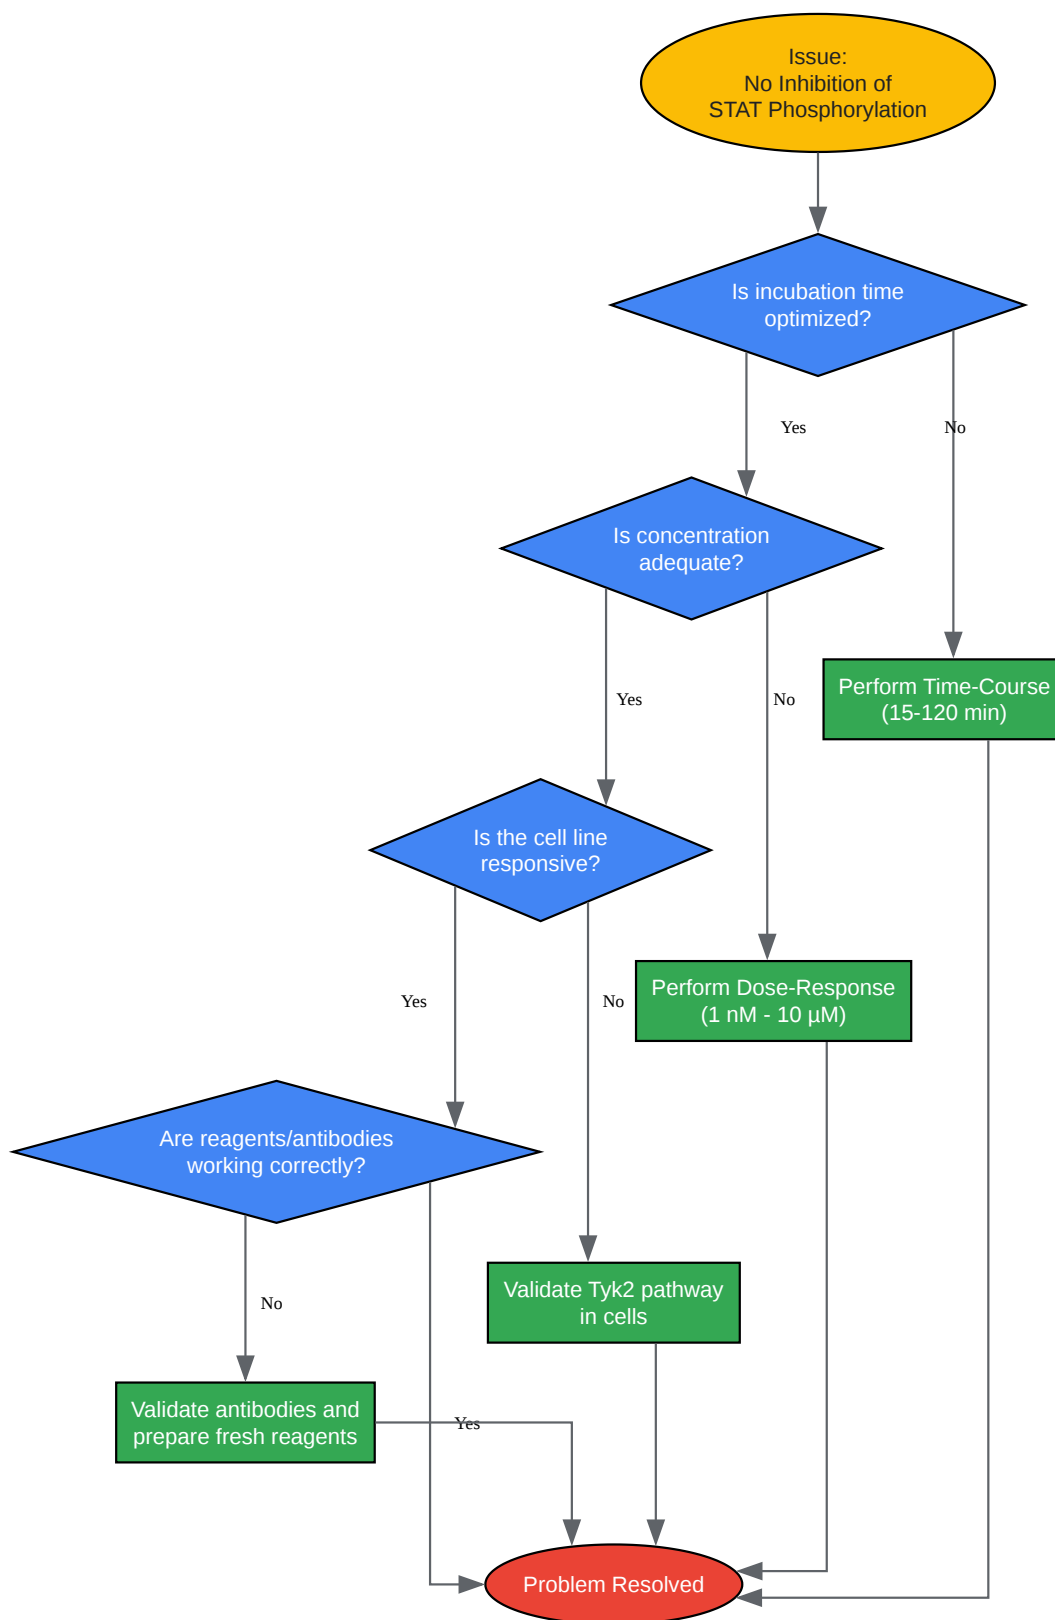 Issue:
No Inhibition of
STAT Phosphorylation
Is incubation time
optimized?
Yes
No
Is concentration
adequate?
Yes
No
Perform Time-Course
(15-120 min)
Is the cell line
responsive?
Yes
No
Perform Dose-Response
(1 nM - 10 µM)
Are reagents/antibodies
working correctly?
No
Validate Tyk2 pathway
in cells
Validate antibodies and
prepare fresh reagents
Yes
Problem Resolved